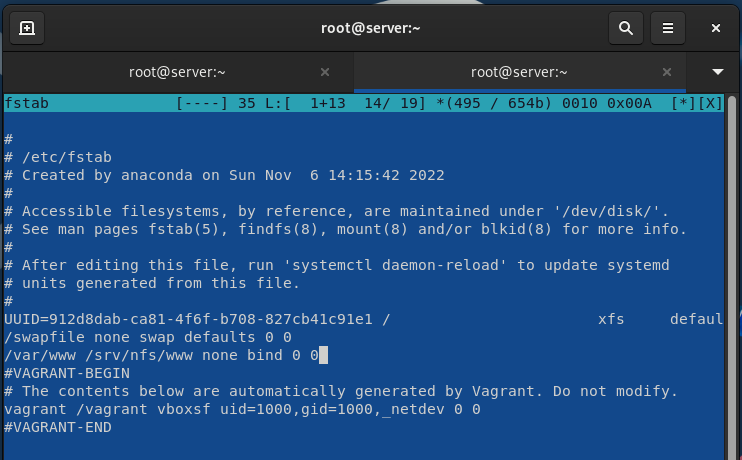 root@server:~
root@server:~ × root@server:~ ×
fstab [----] 35 L:[ 1+13 14/ 19] *(495 / 654b) 0010 0x00A [*][X]
#
# /etc/fstab
# Created by anaconda on Sun Nov 6 14:15:42 2022
#
# Accessible filesystems, by reference, are maintained under '/dev/disk/'.
# See man pages fstab(5), findfs(8), mount(8) and/or blkid(8) for more info.
#
# After editing this file, run 'systemctl daemon-reload' to update systemd
# units generated from this file.
#
UUID=912d8dab-ca81-4f6f-b708-827cb41c91e1 / xfs defaul
/swapfile none swap defaults 0 0
/var/www /srv/nfs/www none bind 0 0
#VAGRANT-BEGIN
# The contents below are automatically generated by Vagrant. Do not modify.
vagrant /vagrant vboxsf uid=1000,gid=1000,_netdev 0 0
#VAGRANT-END